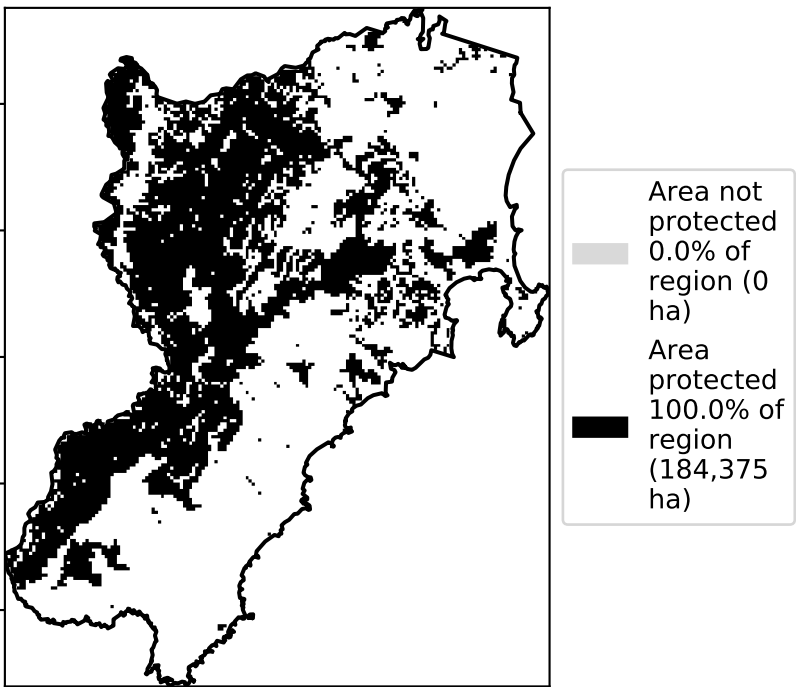 Area not
protected
0.0% of
region (0
ha)
Area
protected
100.0% of
region
(184,375
ha)